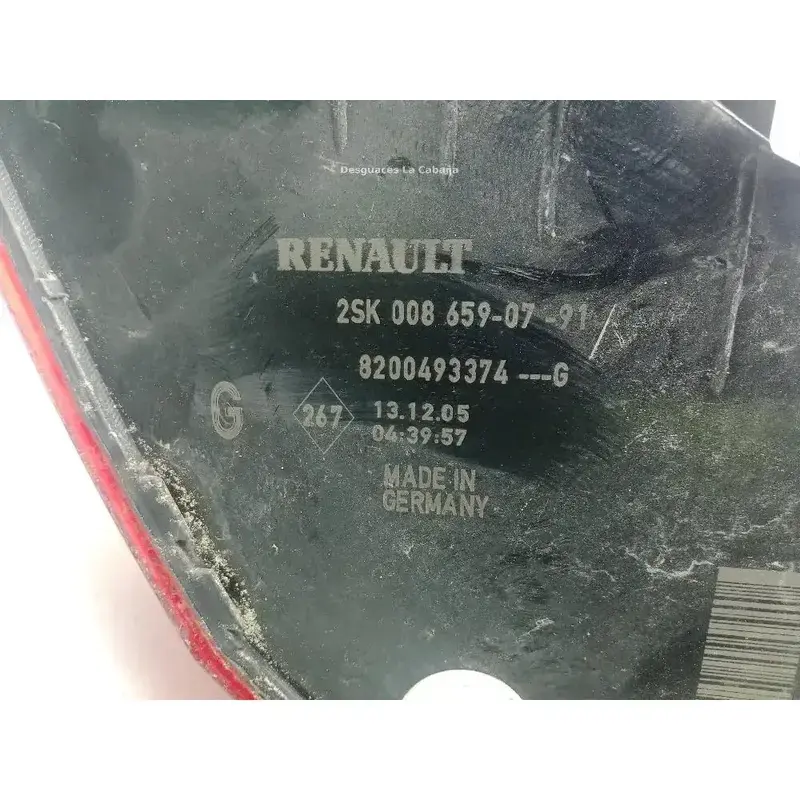 Desguaces La Cabana
RENAULT
2SK 008 659-07-91
8200493374 ---G
G
267
13.12.05
04:39:57
MADE IN
GERMANY